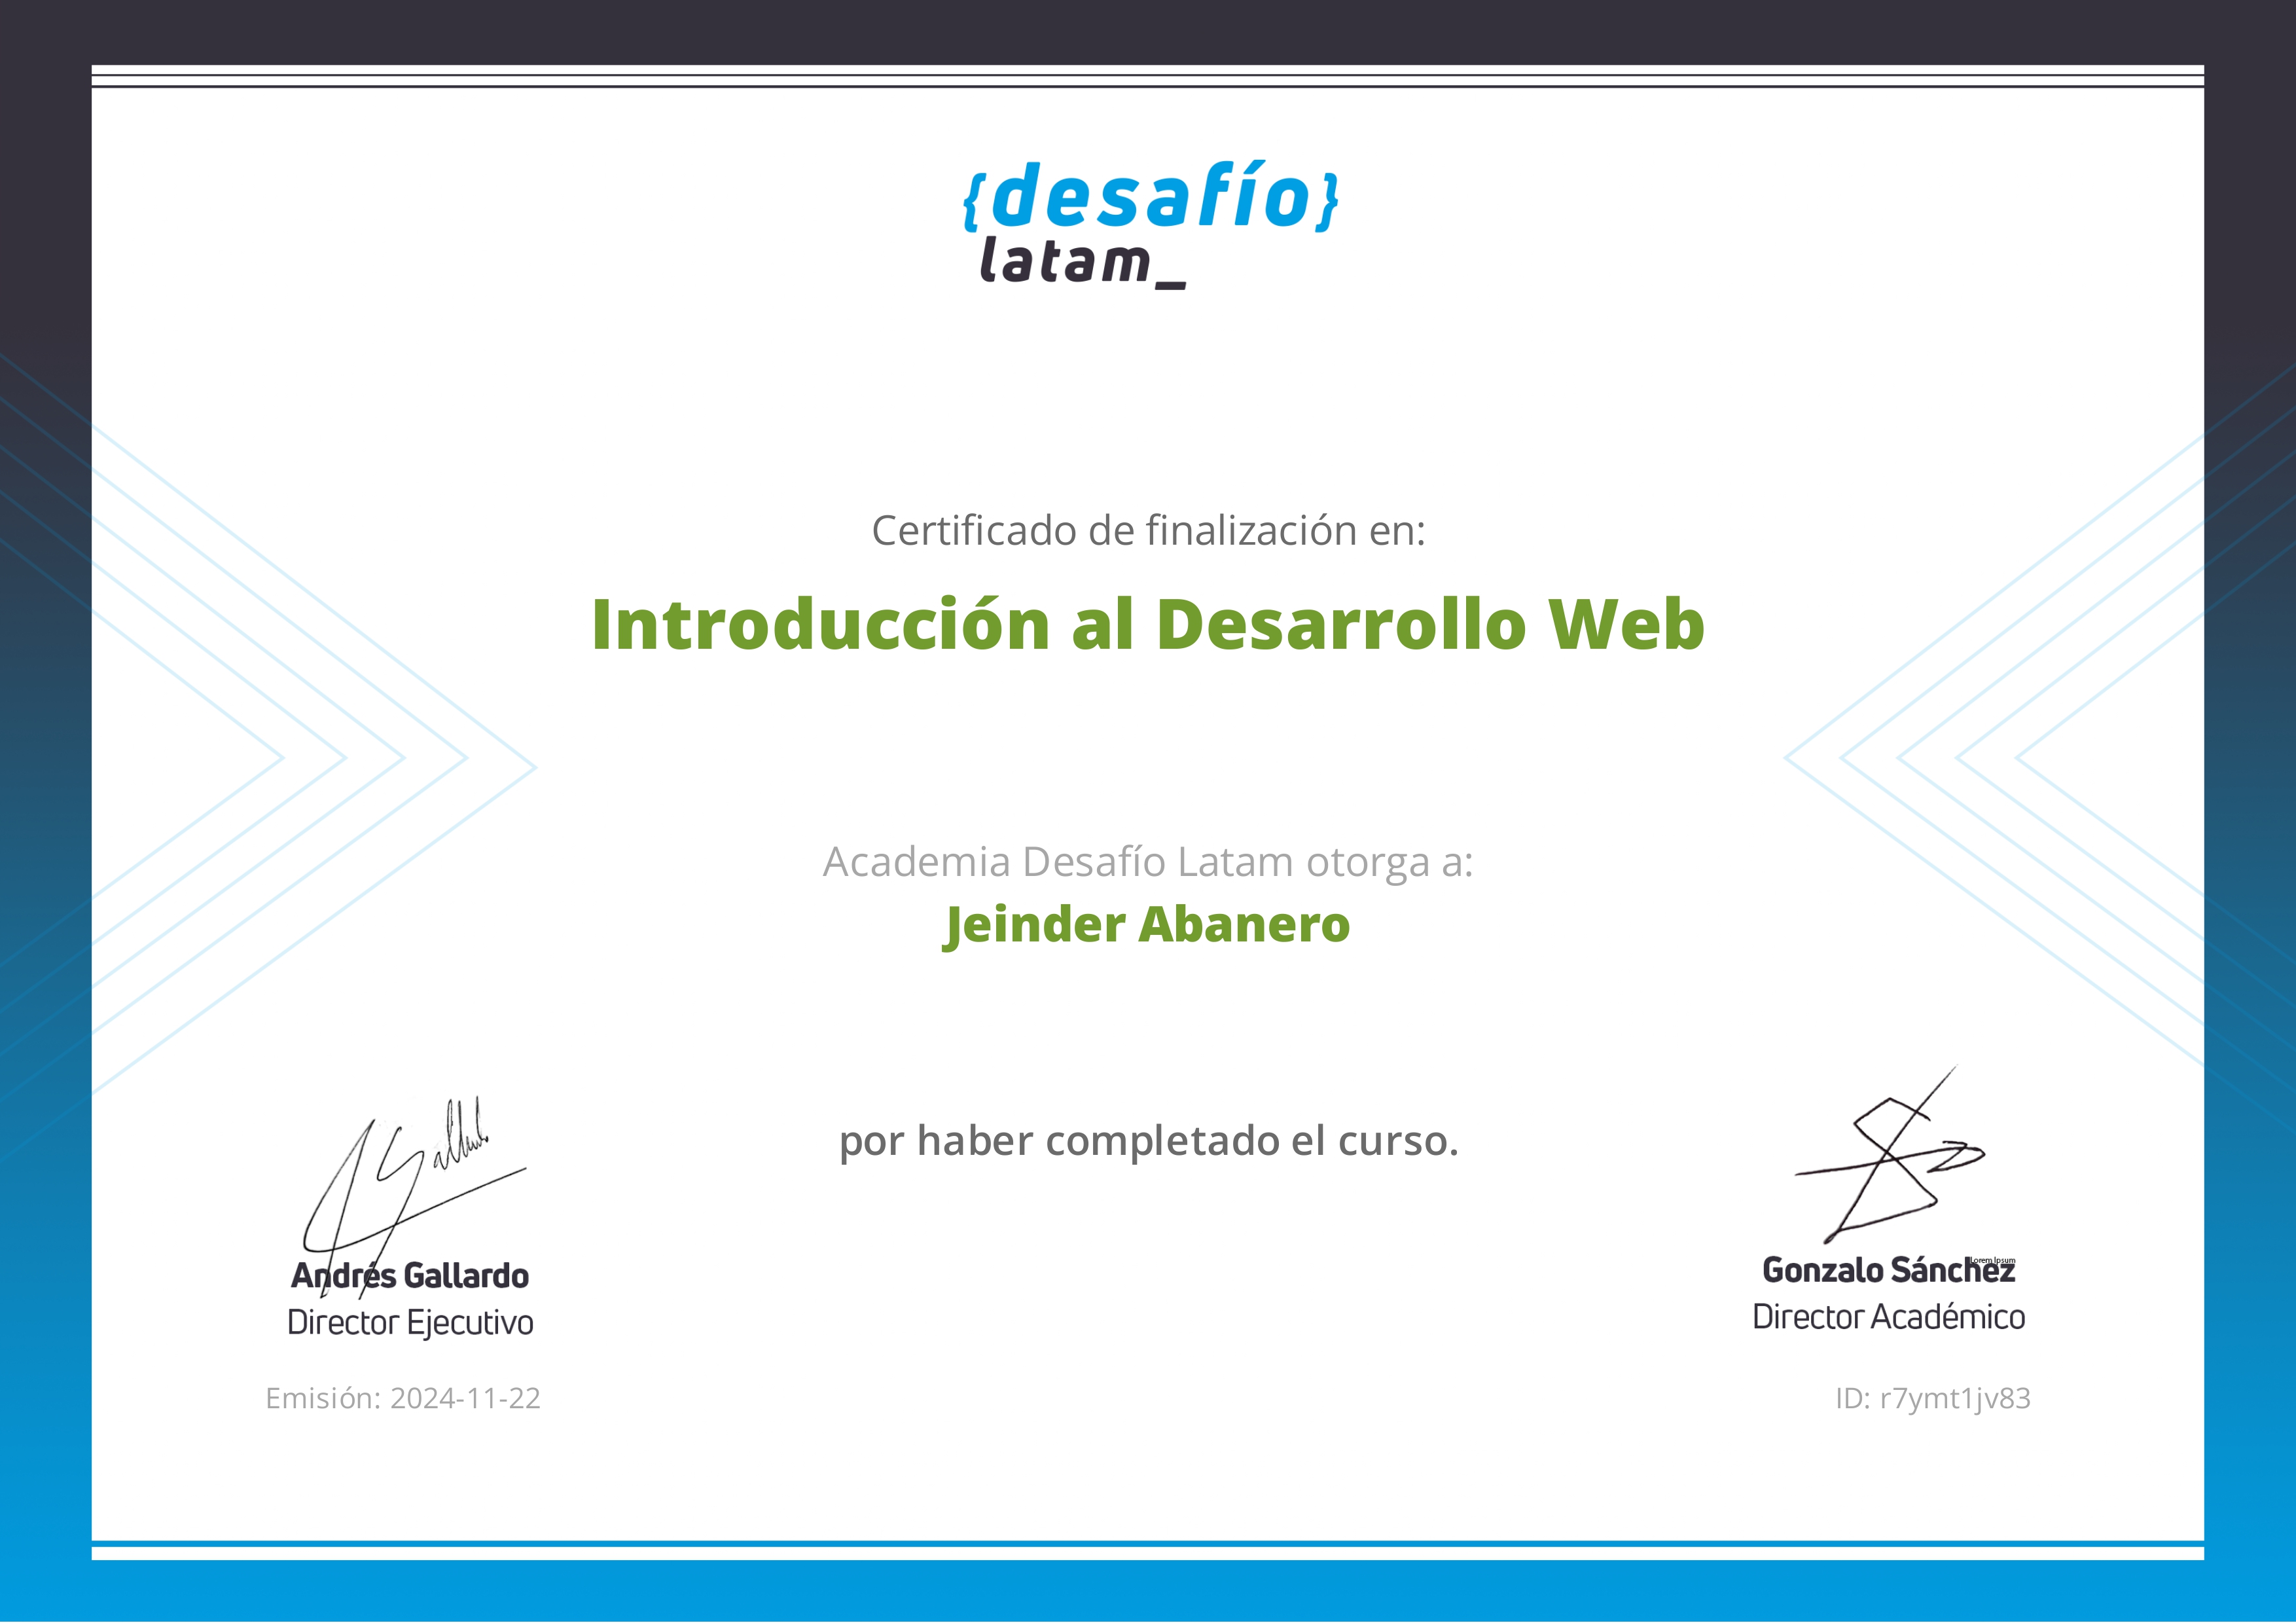 {desafío}
latam_
Certificado de finalización en:
Introducción al Desarrollo Web
Academia Desafío Latam otorga a:
Jeinder Abanero
por haber completado el curso.
Andrés Gallardo
Director Ejecutivo
Lorem Ipsum
Gonzalo Sánchez
Director Académico
Emisión: 2024-11-22
ID: r7ymt1jv83